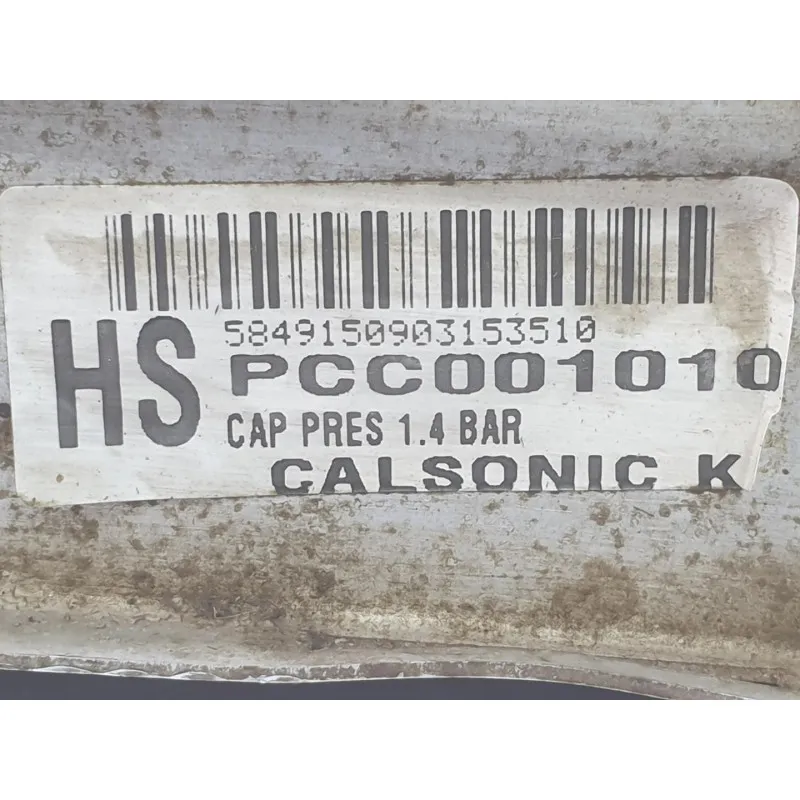 5849150903153510
HS
PCC001010
CAP PRES 1.4 BAR
CALSONIC K